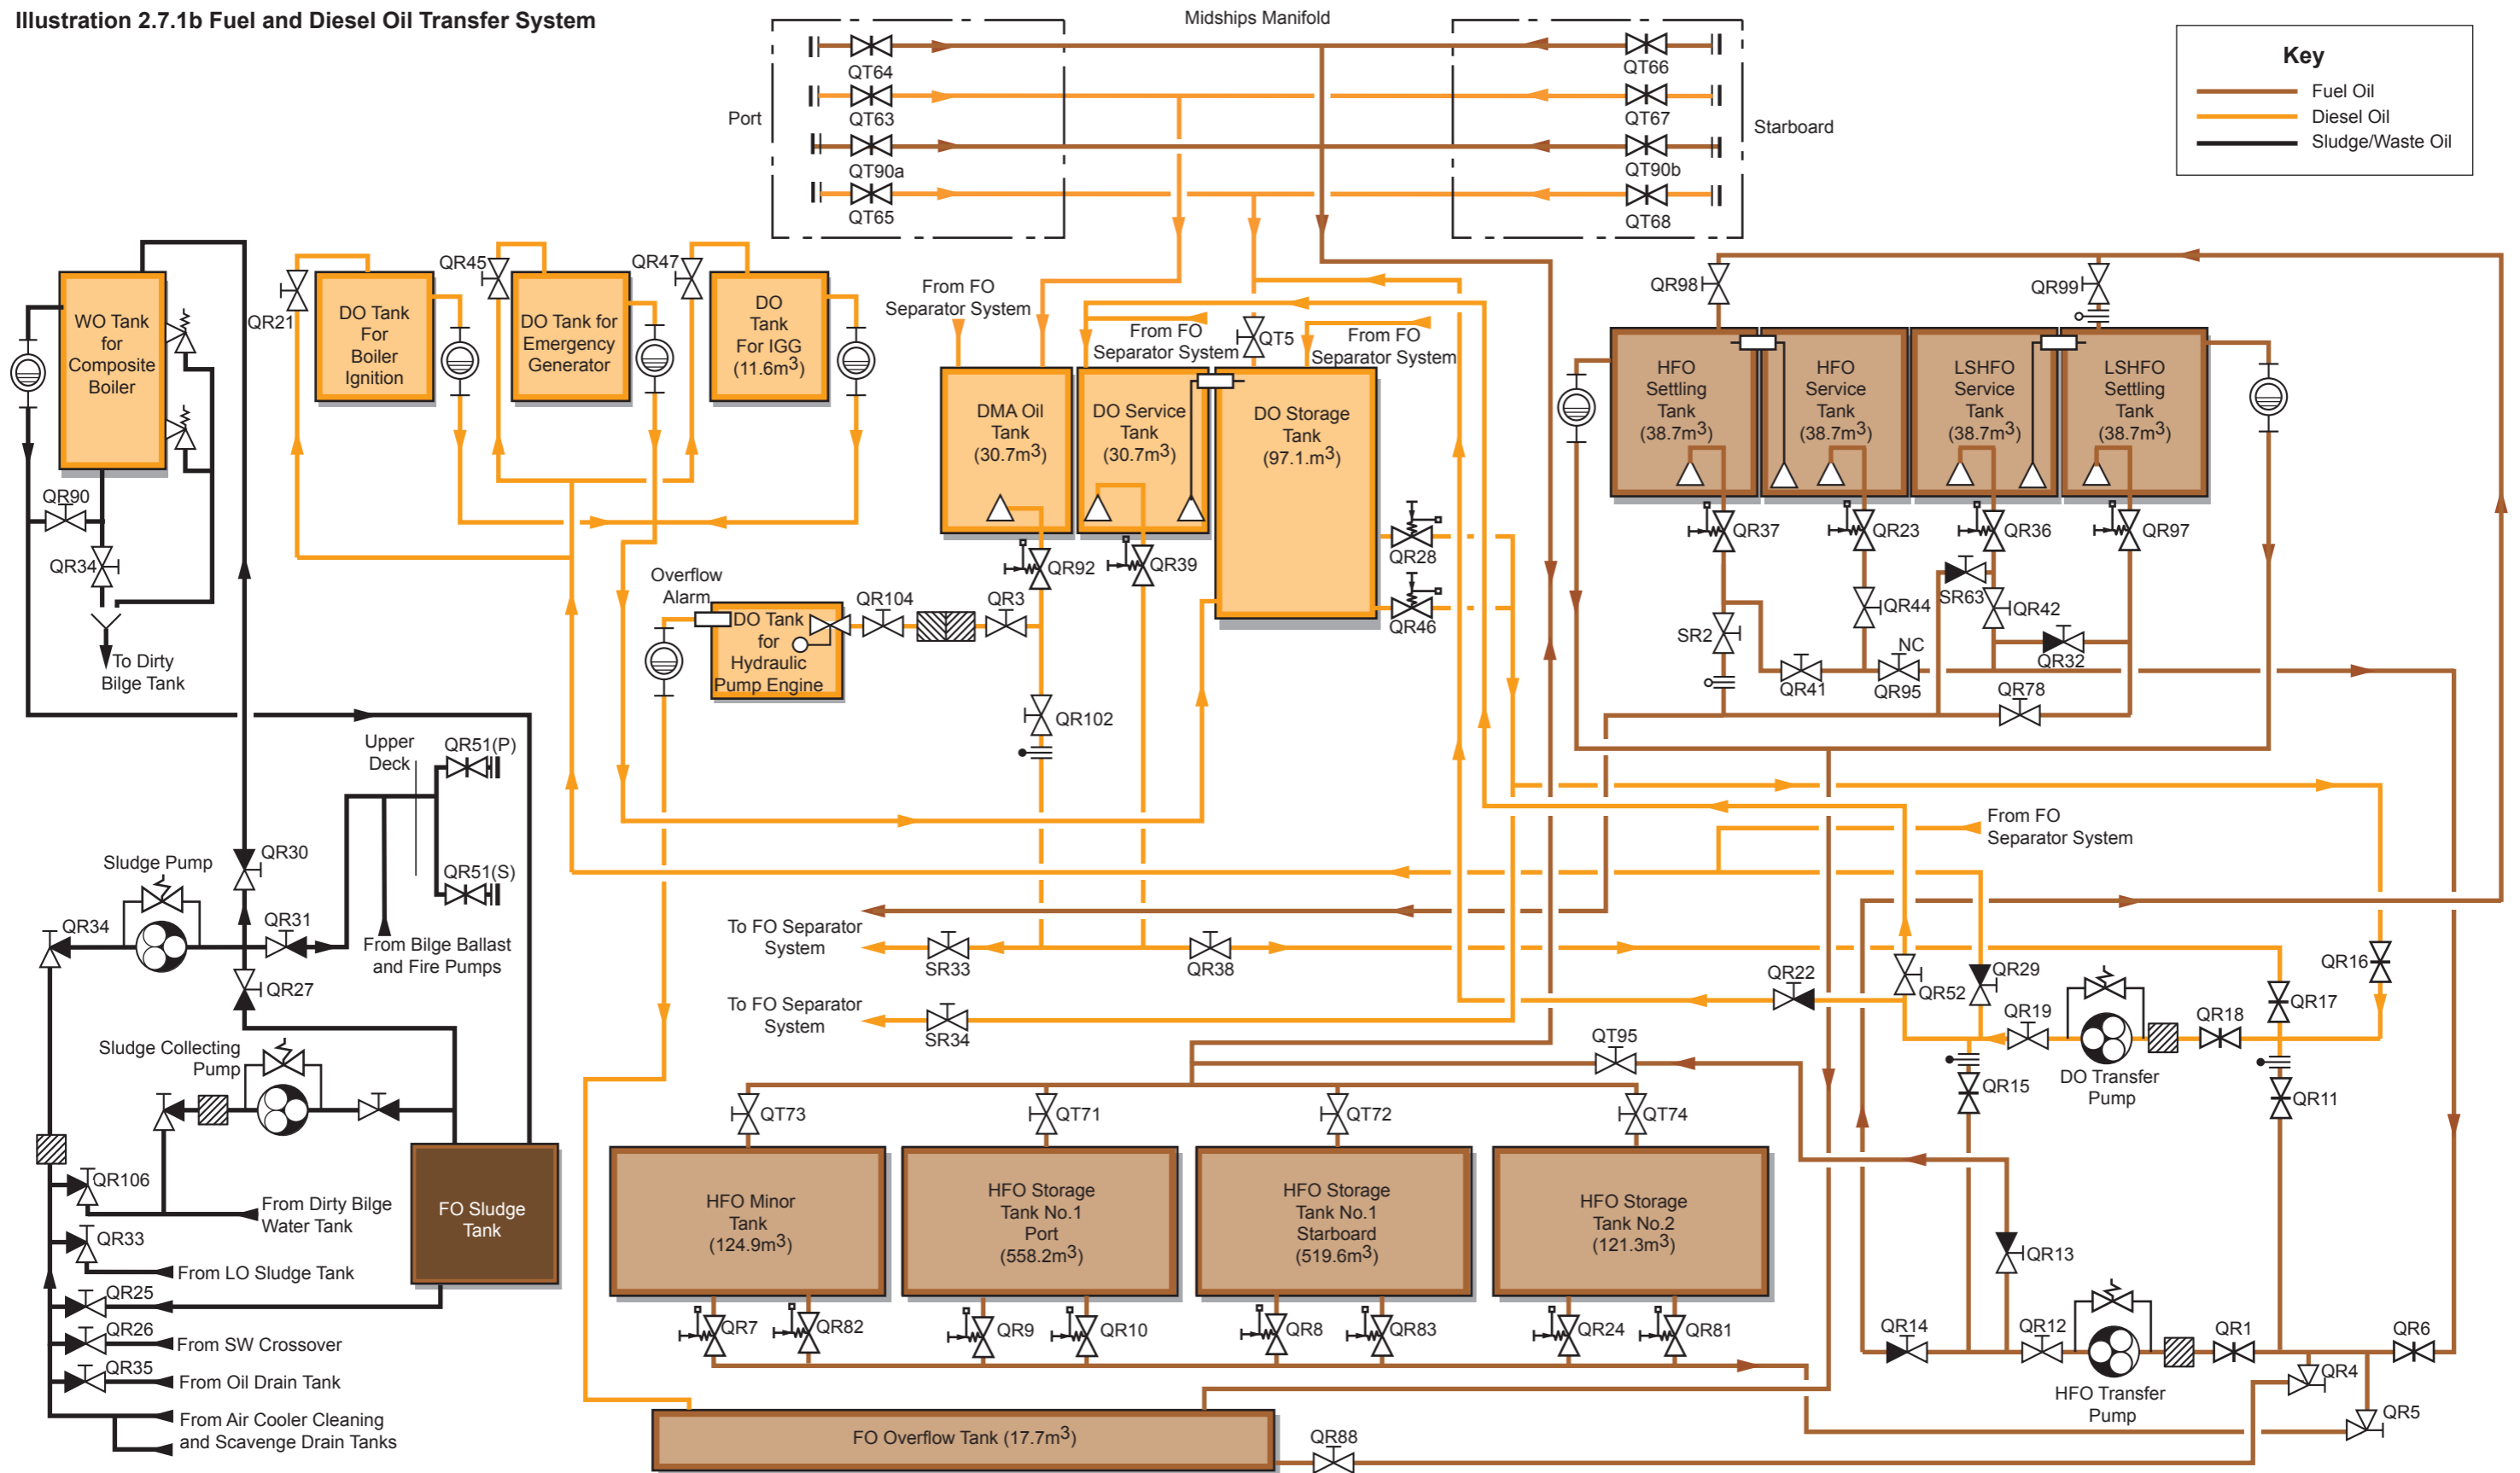 Illustration 2.7.1b Fuel and Diesel Oil Transfer System
Midships Manifold
Port
Starboard
QT64
QT63
QT90a
QT65
QT66
QT67
QT90b
QT68
Key
Fuel Oil
Diesel Oil
Sludge/Waste Oil
WO Tank
for
Composite
Boiler
QR90
QR34
To Dirty
Bilge Tank
QR21
DO Tank
For
Boiler
Ignition
QR45
DO Tank for
Emergency
Generator
QR47
DO
Tank
For IGG
(11.6m3)
From FO
Separator System
From FO
Separator System
QT5
From FO
Separator System
DMA Oil
Tank
(30.7m3)
DO Service
Tank
(30.7m3)
DO Storage
Tank
(97.1.m3)
QR92
QR39
QR28
QR46
Overflow
Alarm
DO Tank
for
Hydraulic
Pump Engine
QR104
QR3
QR102
QR98
QR99
HFO
Settling
Tank
(38.7m3)
HFO
Service
Tank
(38.7m3)
LSHFO
Service
Tank
(38.7m3)
LSHFO
Settling
Tank
(38.7m3)
QR37
QR23
QR36
QR97
SR2
QR44
SR63
QR42
QR41
NC
QR95
QR32
QR78
Upper
Deck
QR51(P)
QR51(S)
From Bilge Ballast
and Fire Pumps
Sludge Pump
QR30
QR34
QR31
QR27
Sludge Collecting
Pump
QR106
From Dirty Bilge
Water Tank
QR33
From LO Sludge Tank
QR25
QR26
From SW Crossover
QR35
From Oil Drain Tank
From Air Cooler Cleaning
and Scavenge Drain Tanks
FO Sludge
Tank
To FO Separator
System
SR33
QR38
To FO Separator
System
SR34
From FO
Separator System
QR22
QR52
QR29
QR19
QR18
QR17
QR16
QR15
DO Transfer
Pump
QR11
QT95
QT73
QT71
QT72
QT74
HFO Minor
Tank
(124.9m3)
HFO Storage
Tank No.1
Port
(558.2m3)
HFO Storage
Tank No.1
Starboard
(519.6m3)
HFO Storage
Tank No.2
(121.3m3)
QR7
QR82
QR9
QR10
QR8
QR83
QR24
QR81
QR13
QR14
QR12
QR1
QR6
HFO Transfer
Pump
QR4
QR5
FO Overflow Tank (17.7m3)
QR88